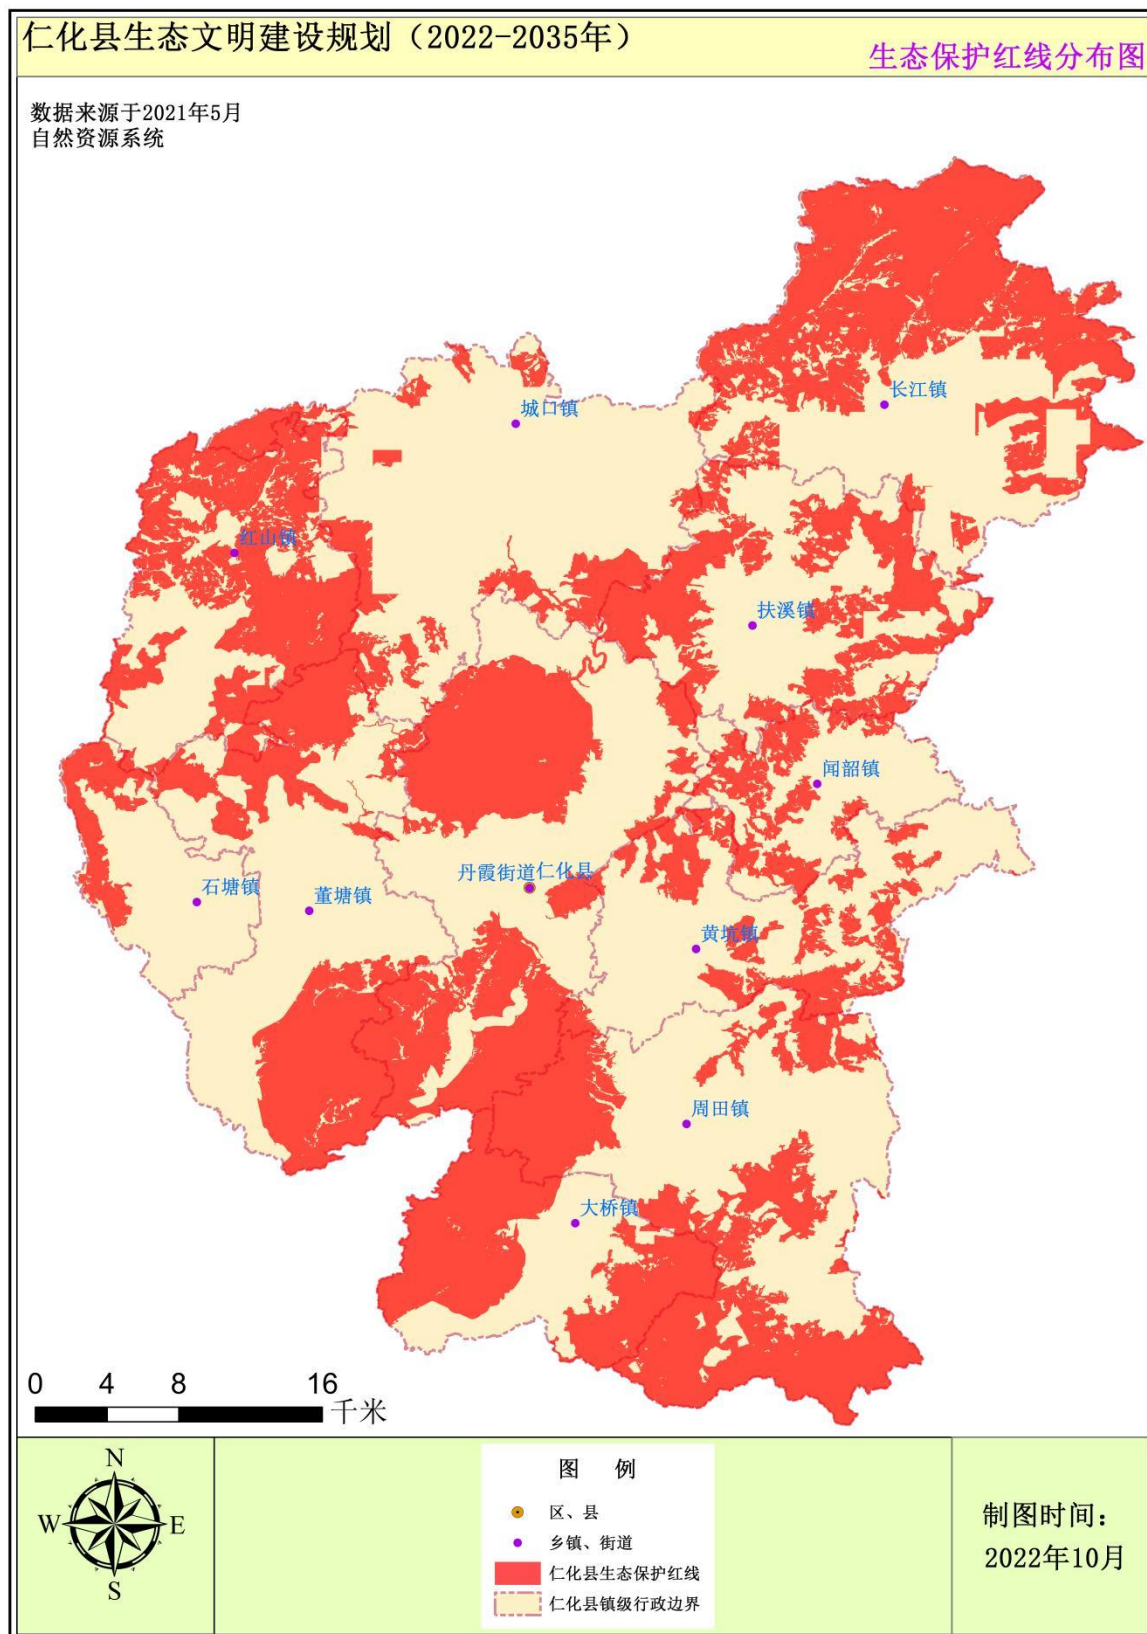 仁化县生态文明建设规划（2022-2035年）
生态保护红线分布图
数据来源于2021年5月
自然资源系统
长江镇
城口镇
红山镇
扶溪镇
闻韶镇
丹霞街道 仁化县
石塘镇
董塘镇
黄坑镇
周田镇
大桥镇
0 4 8 16
千米
N
W E
S
图 例
区、县
乡镇、街道
仁化县生态保护红线
仁化县镇级行政边界
制图时间：
2022年10月